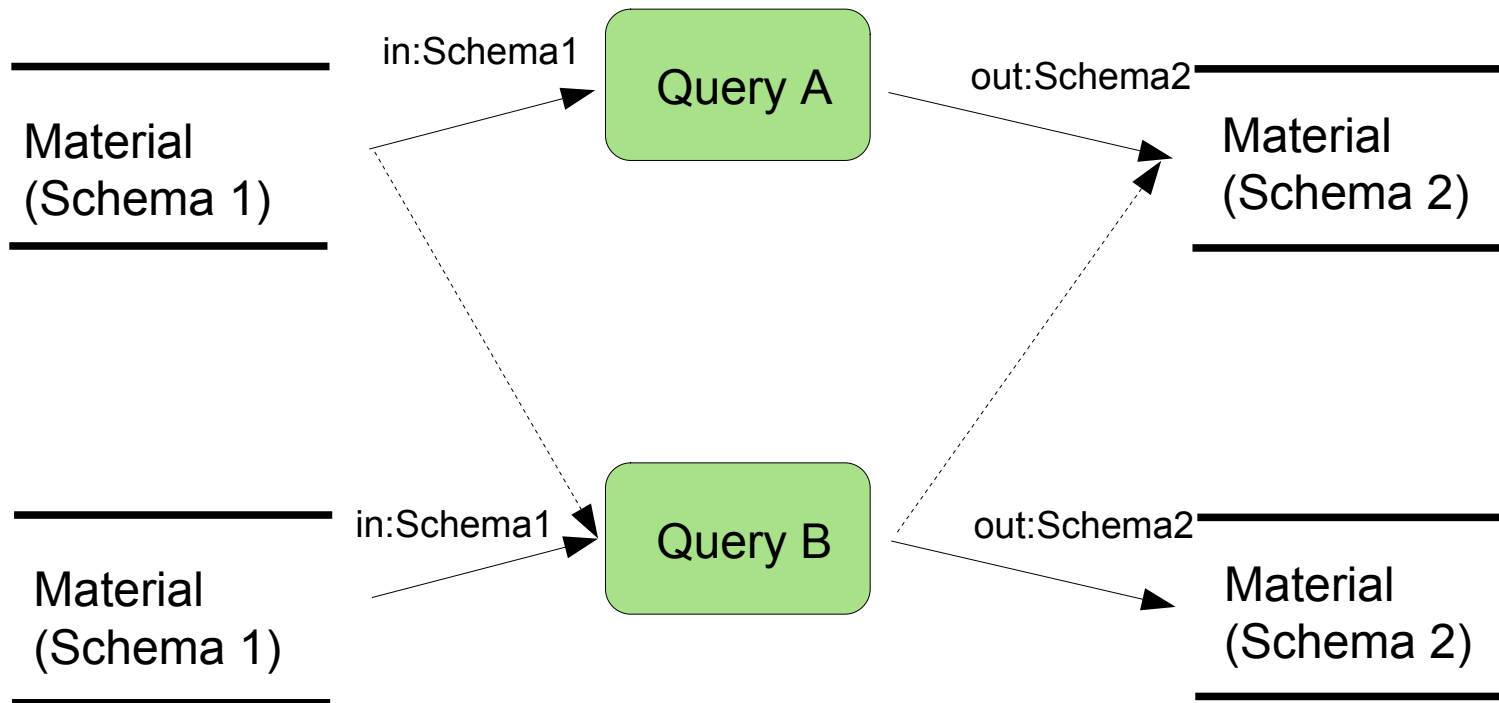 in:Schema1
Query A
out:Schema2
Material
(Schema 1)
Material
(Schema 2)
in:Schema1
Query B
out:Schema2
Material
(Schema 1)
Material
(Schema 2)